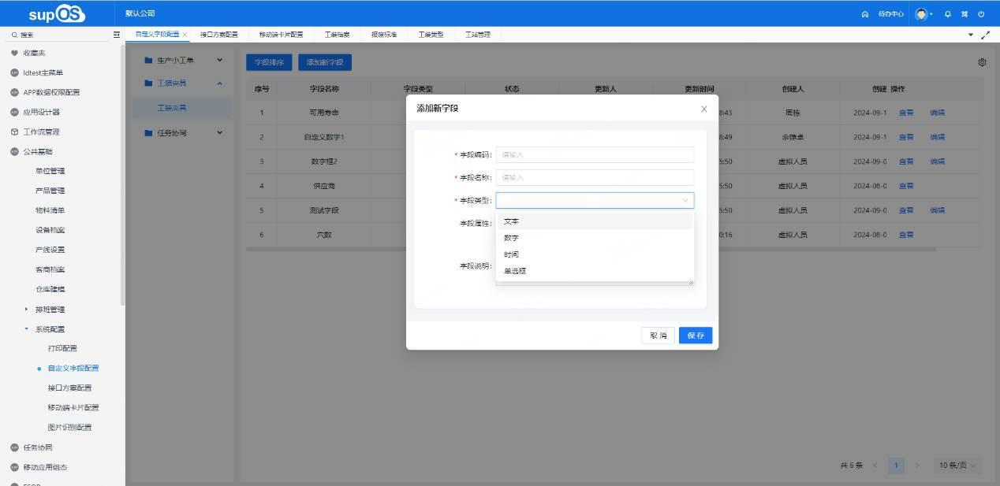 supOS
默认公司
待办中心
搜索
自定义字段配置
接口方案配置
移动端卡片配置
工装档案
报废标准
工装类型
工站管理
收藏夹
ldtest主菜单
APP数据权限配置
应用设计器
工作流管理
公共基础
单位管理
产品管理
物料清单
设备档案
产线设置
客商档案
仓库建模
排班管理
系统配置
打印配置
自定义字段配置
接口方案配置
移动端卡片配置
图片识别配置
任务协同
移动应用组态
生产小工单
工装夹具
工装夹具
任务协同
字段排序
添加新字段
序号 字段名称 字段类型 状态 更新人 更新时间 创建人 创建 操作
1 可用寿命 8:43 周栋 2024-09-1 查看 编辑
2 自定义数字1 8:49 余铮卓 2024-09-1 查看 编辑
3 数字框2 5:50 虚拟人员 2024-09-0 查看 编辑
4 供应商 5:50 虚拟人员 2024-08-0 查看
5 测试字段 5:50 虚拟人员 2024-09-0 查看 编辑
6 穴数 0:16 虚拟人员 2024-08-0 查看
添加新字段
* 字段编码: 请输入
* 字段名称: 请输入
* 字段类型:
字段属性:
文本
数字
时间
单选框
字段说明:
取 消
保 存
共 6 条
1
10 条/页